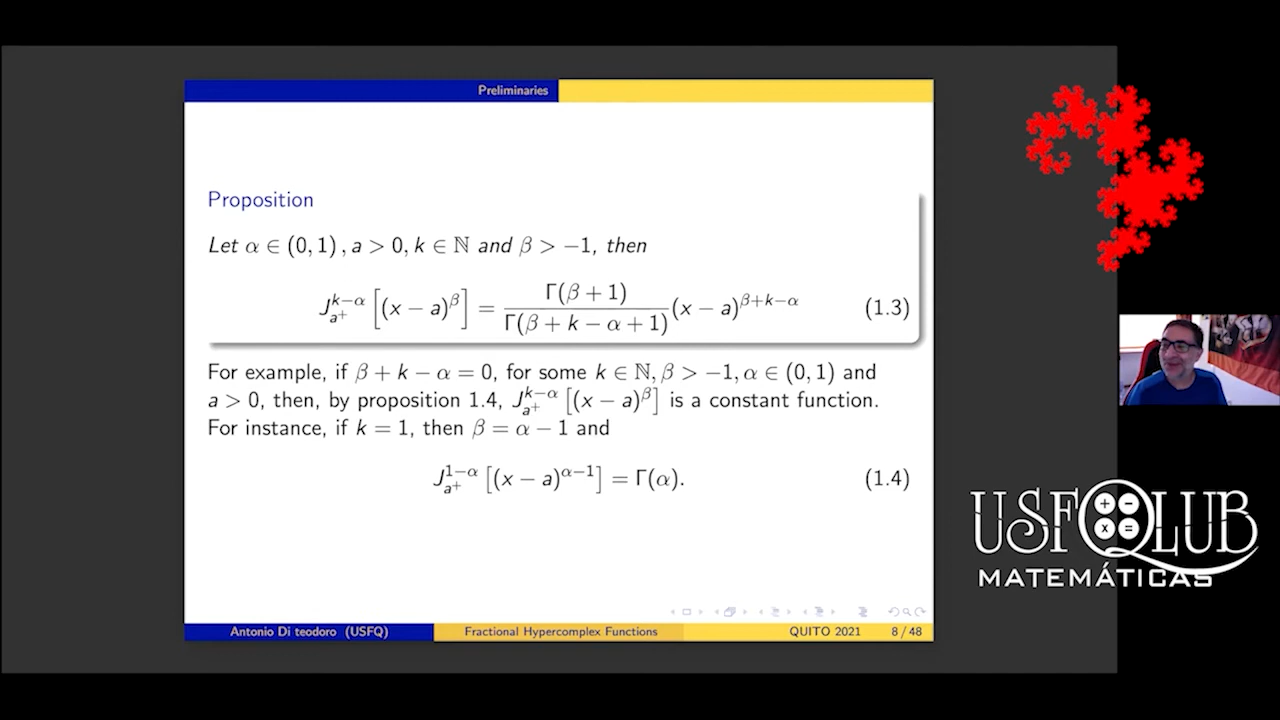 Preliminaries
Proposition
Let α ∈ (0, 1), a > 0, k ∈ ℕ and β > −1, then
J_{a^+}^{k−α} [(x − a)^β] = Γ(β + 1) / Γ(β + k − α + 1) (x − a)^{β+k−α} (1.3)
For example, if β + k − α = 0, for some k ∈ ℕ, β > −1, α ∈ (0, 1) and
a > 0, then, by proposition 1.4, J_{a^+}^{k−α} [(x − a)^β] is a constant function.
For instance, if k = 1, then β = α − 1 and
J_{a^+}^{1−α} [(x − a)^{α−1}] = Γ(α). (1.4)
Antonio Di teodoro (USFQ) Fractional Hypercomplex Functions QUITO 2021 8 / 48
USFQLUB
+ − × =
MATEMÁTICAS